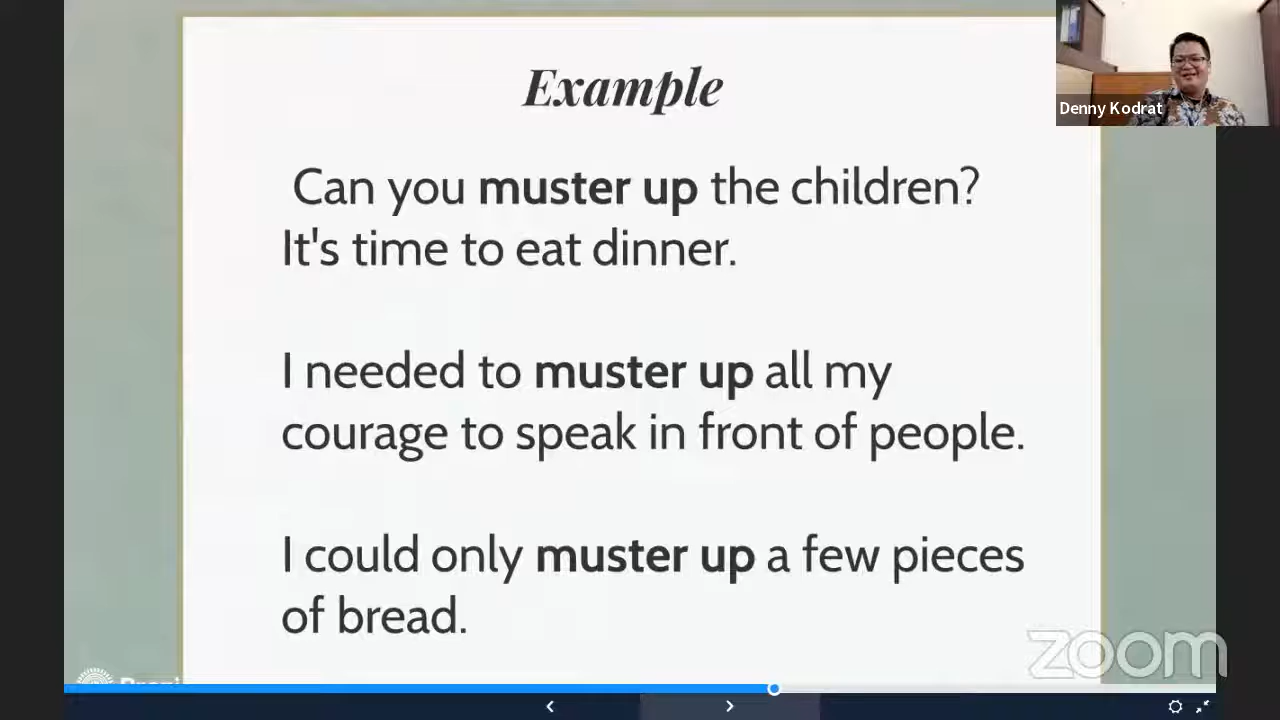 Example
Denny Kodrat
Can you muster up the children?
It's time to eat dinner.
I needed to muster up all my
courage to speak in front of people.
I could only muster up a few pieces
of bread.
zoom